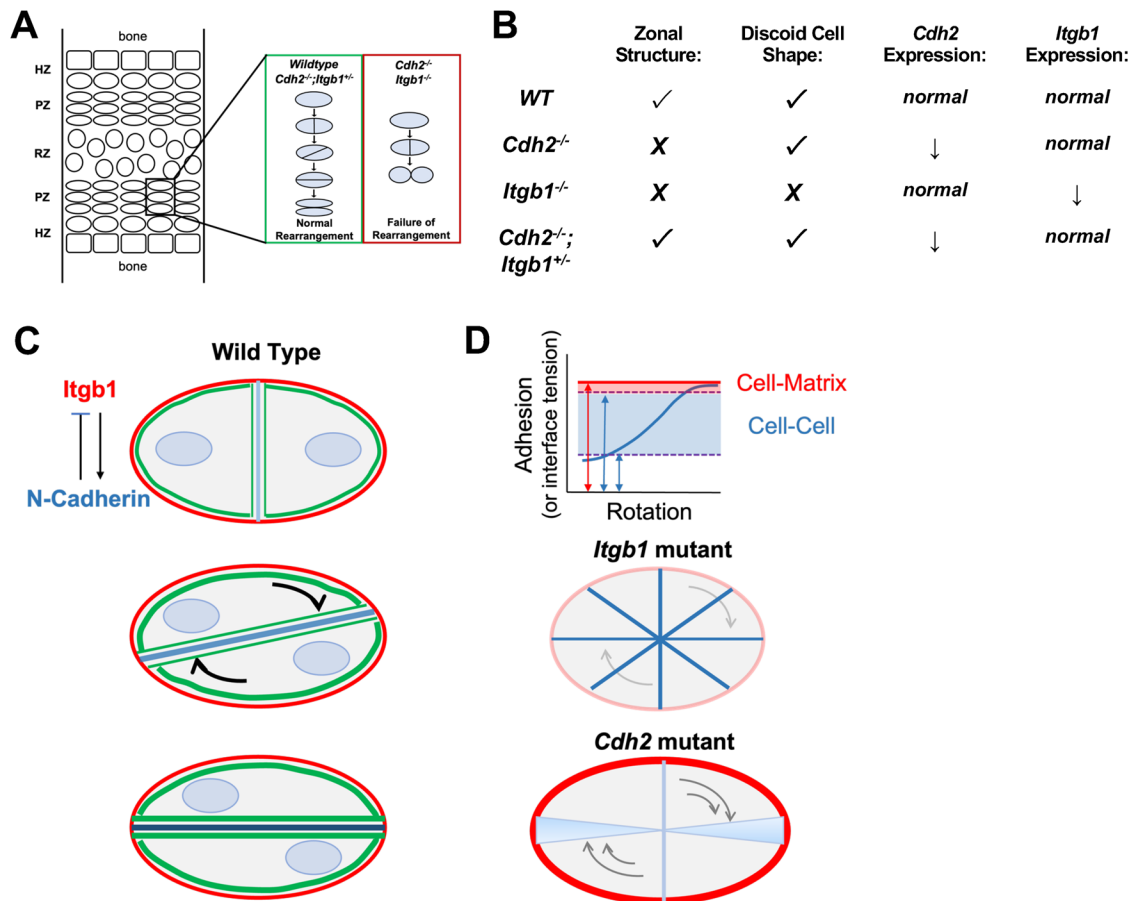 A
bone
HZ
PZ
RZ
PZ
HZ
bone
Wildtype
Cdh2-/-;Itgb1+/-
Normal
Rearrangement
Cdh2-/-
Itgb1-/-
Failure of
Rearrangement
B
Zonal Structure:
Discoid Cell Shape:
Cdh2 Expression:
Itgb1 Expression:
WT ✓ ✓ normal normal
Cdh2-/- X ✓ ↓ normal
Itgb1-/- X X normal ↓
Cdh2-/-; Itgb1+/- ✓ ✓ ↓ normal
C
Wild Type
Itgb1
N-Cadherin
D
Adhesion
(or interface tension)
Rotation
Cell-Matrix
Cell-Cell
Itgb1 mutant
Cdh2 mutant